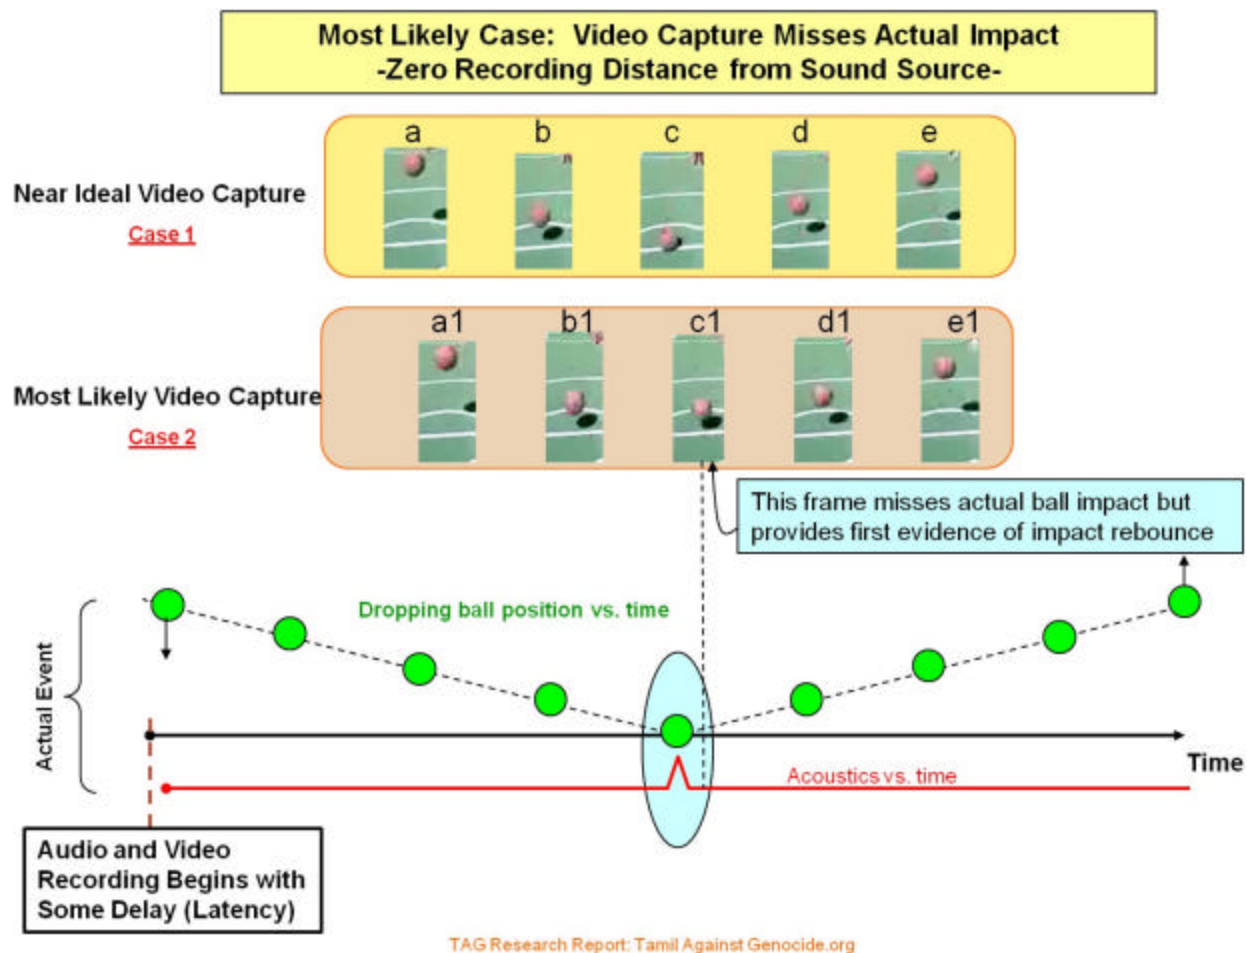 Most Likely Case: Video Capture Misses Actual Impact
-Zero Recording Distance from Sound Source-
a b c d e
Near Ideal Video Capture
Case 1
a1 b1 c1 d1 e1
Most Likely Video Capture
Case 2
This frame misses actual ball impact but
provides first evidence of impact rebounce
Dropping ball position vs. time
Actual Event
Time
Acoustics vs. time
Audio and Video
Recording Begins with
Some Delay (Latency)
TAG Research Report: Tamil Against Genocide.org